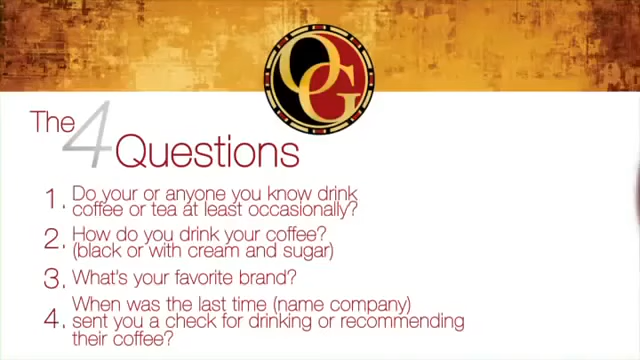 OG
The 4 Questions
1. Do your or anyone you know drink
coffee or tea at least occasionally?
2. How do you drink your coffee?
(black or with cream and sugar)
3. What's your favorite brand?
4. When was the last time (name company)
sent you a check for drinking or recommending
their coffee?